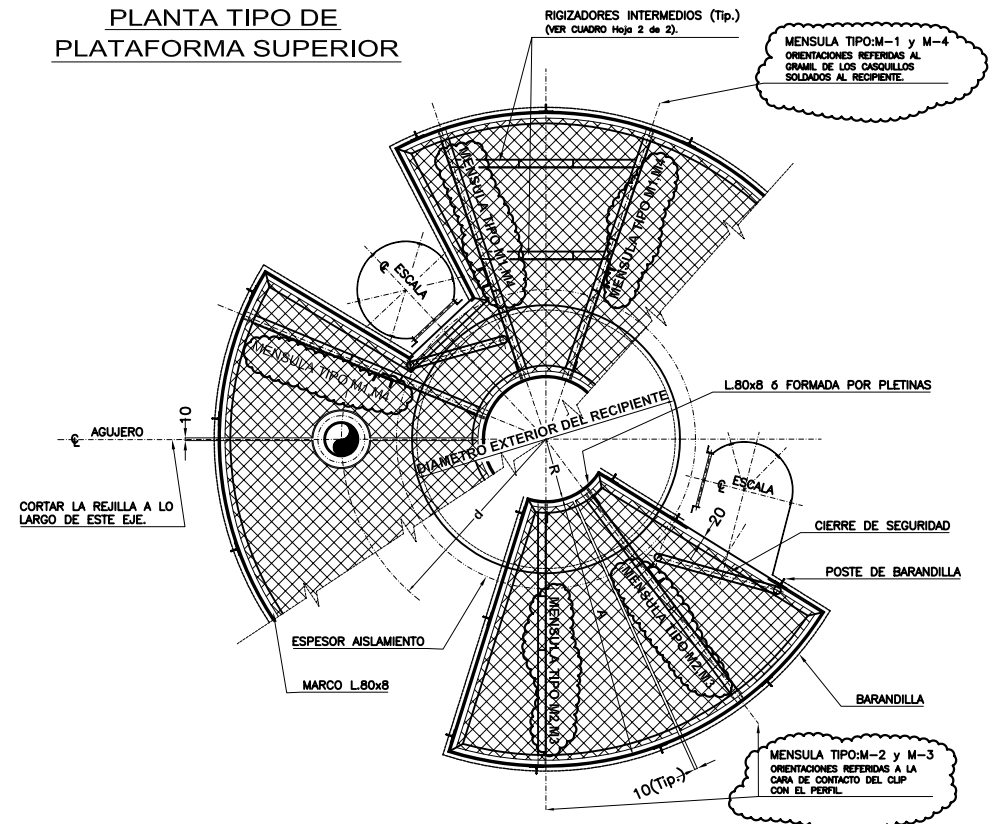 PLANTA TIPO DE
PLATAFORMA SUPERIOR
RIGIZADORES INTERMEDIOS (Tip.)
(VER CUADRO Hoja 2 de 2).
MENSULA TIPO:M-1 y M-4
ORIENTACIONES REFERIDAS AL
GRAMIL DE LOS CASQUILLOS
SOLDADOS AL RECIPIENTE.
MENSULA TIPO M1,M4
MENSULA TIPO M1,M4
ESCALA
MENSULA TIPO M1,M4
L.80x8 ó FORMADA POR PLETINAS
10
AGUJERO
DIAMETRO EXTERIOR DEL RECIPIENTE
R
d
A
ESCALA
20
CORTAR LA REJILLA A LO
LARGO DE ESTE EJE.
CIERRE DE SEGURIDAD
POSTE DE BARANDILLA
MENSULA TIPO M2,M3
MENSULA TIPO M2,M3
ESPESOR AISLAMIENTO
MARCO L.80x8
BARANDILLA
10(Tip.)
MENSULA TIPO:M-2 y M-3
ORIENTACIONES REFERIDAS A LA
CARA DE CONTACTO DEL CLIP
CON EL PERFIL.